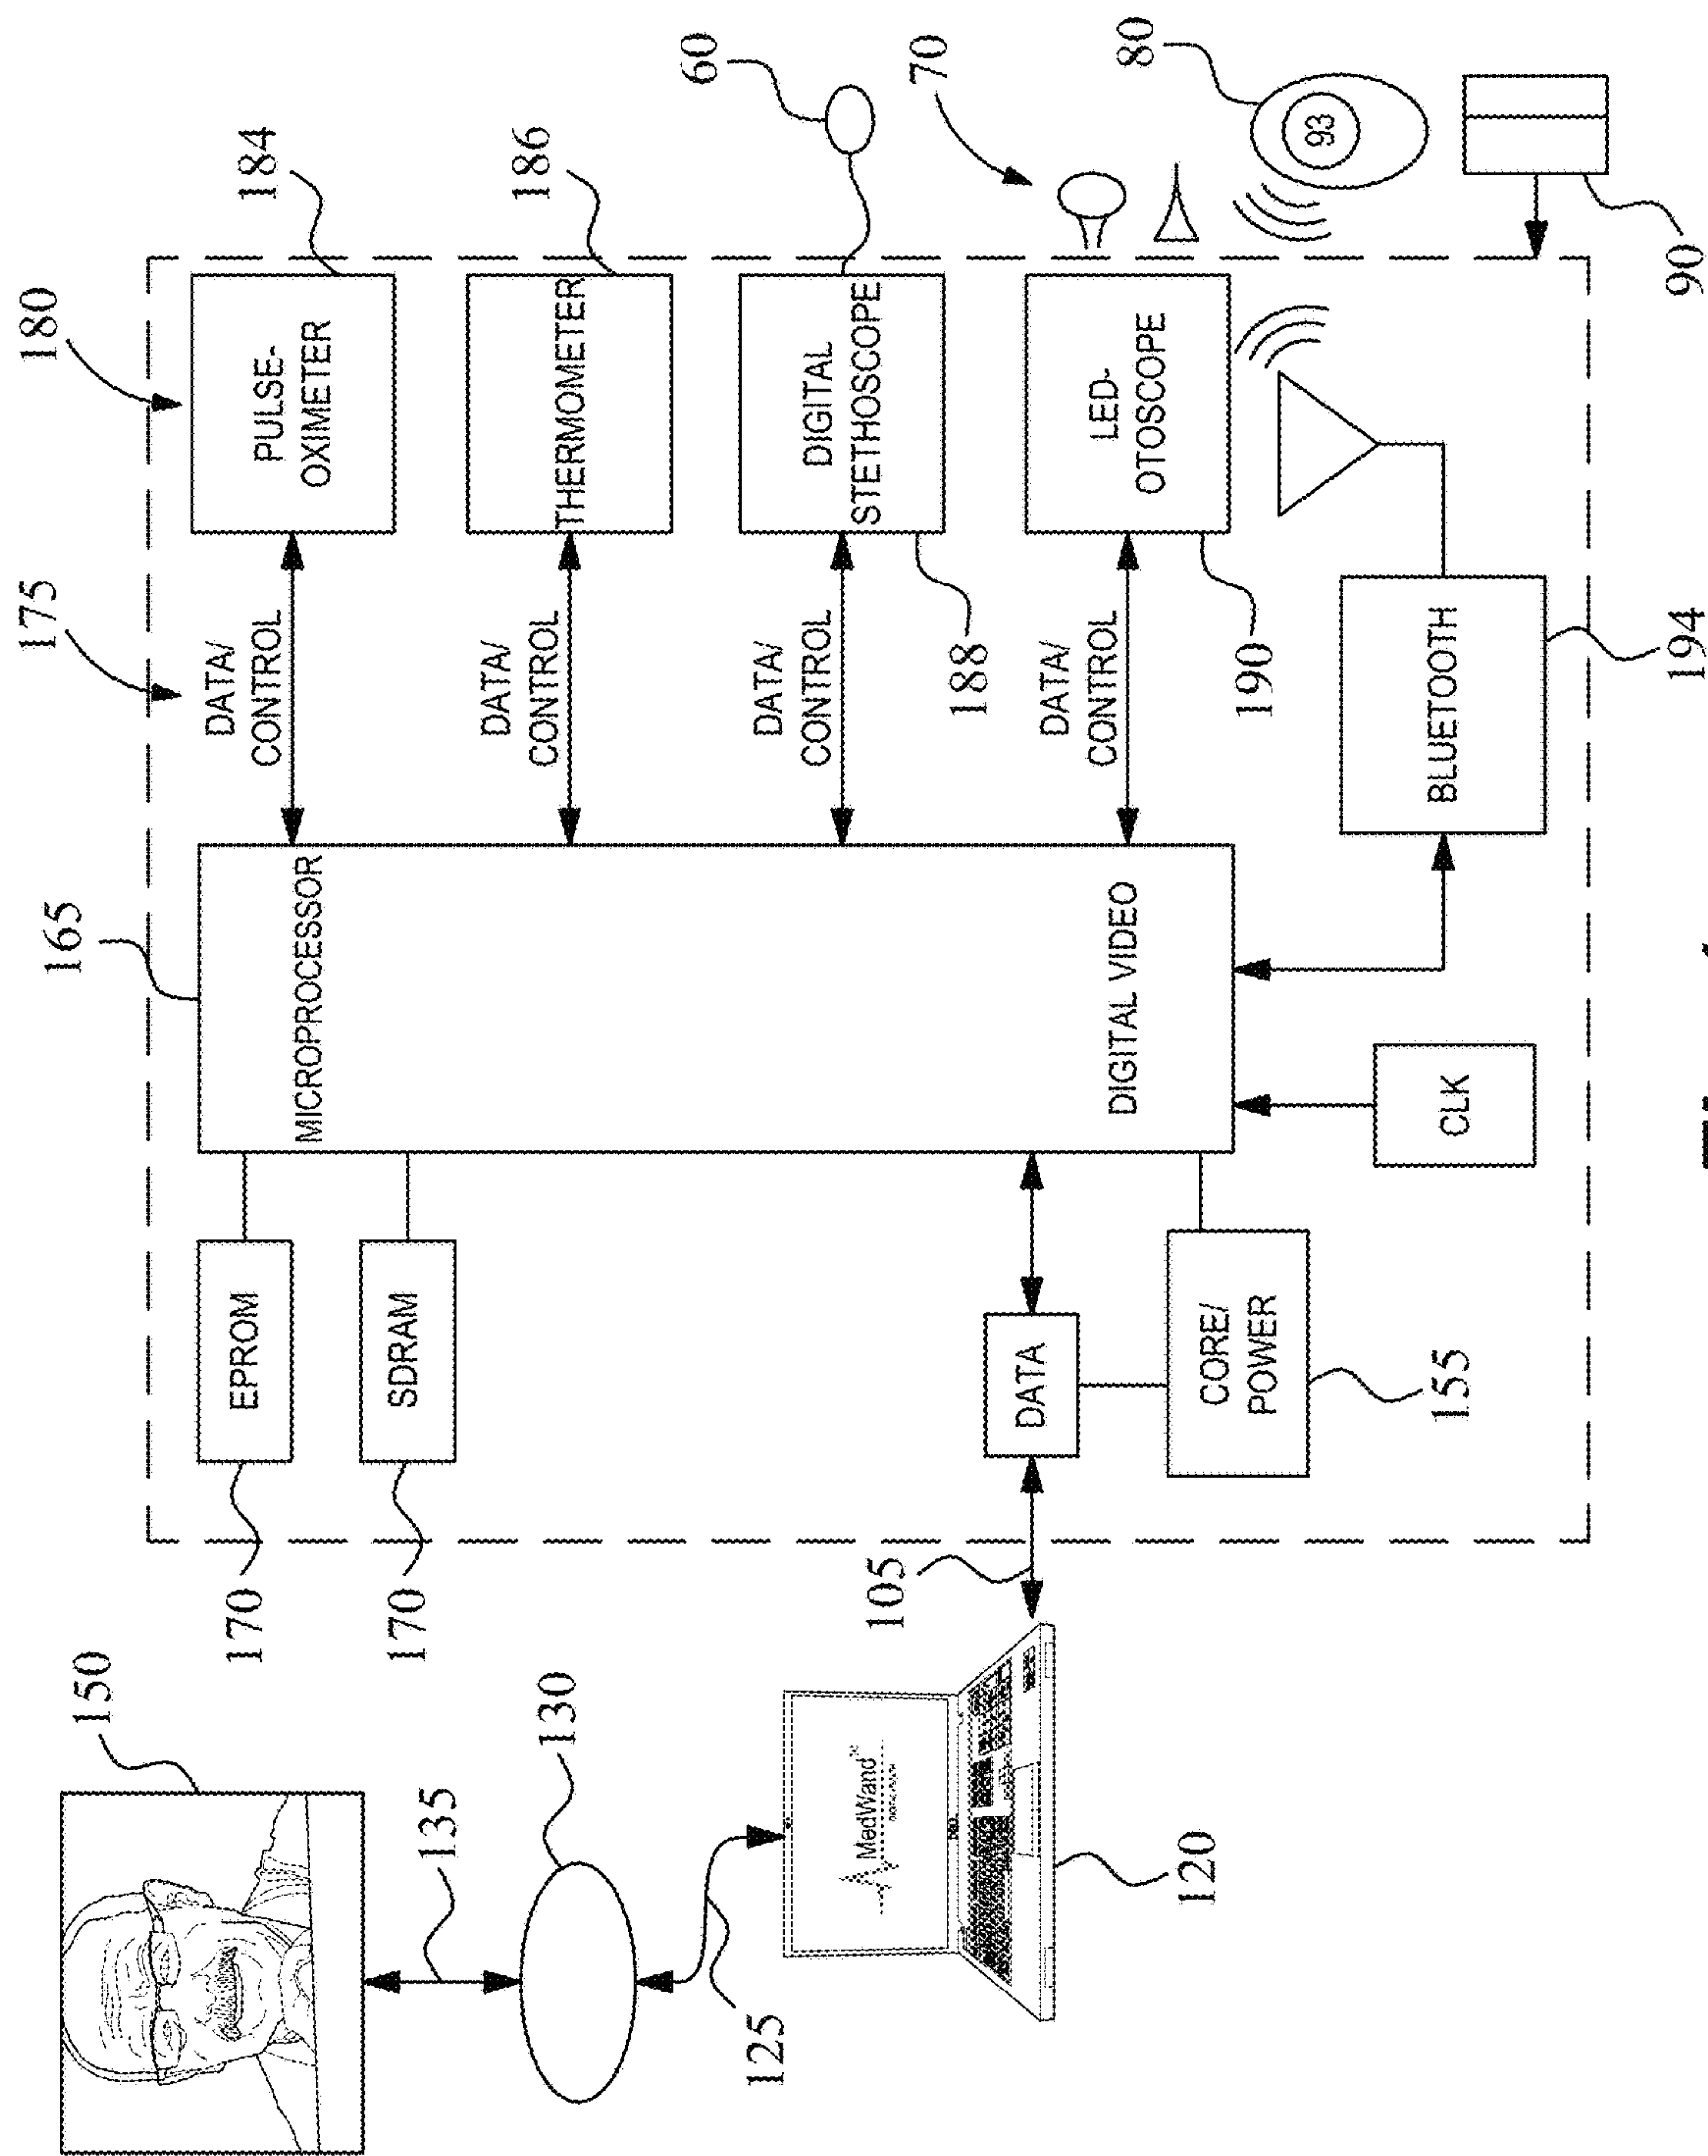 150
165
175
180
170
EPROM
MICROPROCESSOR
DATA/
CONTROL
PULSE-
OXIMETER
184
135
170
SDRAM
DATA/
CONTROL
THERMOMETER
186
130
125
DATA/
CONTROL
DIGITAL
STETHOSCOPE
60
MedWand™
105
188
70
DATA
DIGITAL VIDEO
DATA/
CONTROL
LED-
OTOSCOPE
80
120
CORE/
POWER
190
93
155
CLK
BLUETOOTH
194
90